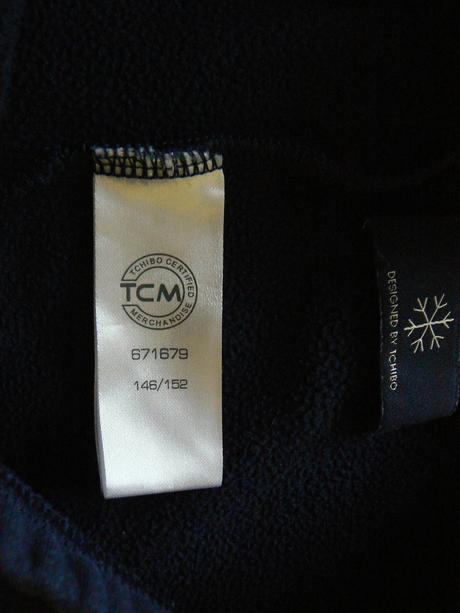 TCHIBO CERTIFIED
TCM
MERCHANDISE
671679
146/152
DESIGNED BY TCHIBO